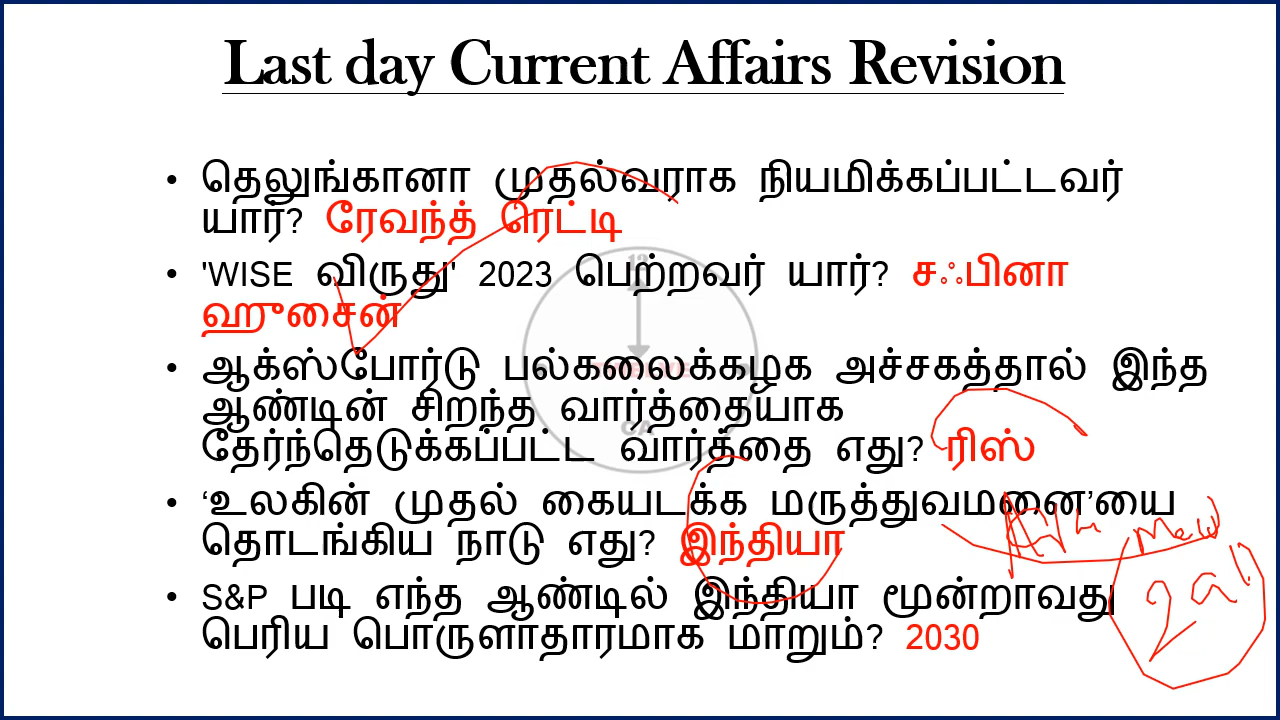 Last day Current Affairs Revision
• தெலுங்கானா முதல்வராக நியமிக்கப்பட்டவர்
யார்? ரேவந்த் ரெட்டி
• 'WISE விருது' 2023 பெற்றவர் யார்? சஃபினா
ஹுசைன்
• ஆக்ஸ்போர்டு பல்கலைக்கழக அச்சகத்தால் இந்த
ஆண்டின் சிறந்த வார்த்தையாக
தேர்ந்தெடுக்கப்பட்ட வார்த்தை எது? ரிஸ்
• ‘உலகின் முதல் கையடக்க மருத்துவமனை’யை
தொடங்கிய நாடு எது? இந்தியா
• S&P படி எந்த ஆண்டில் இந்தியா மூன்றாவது
பெரிய பொருளாதாரமாக மாறும்? 2030